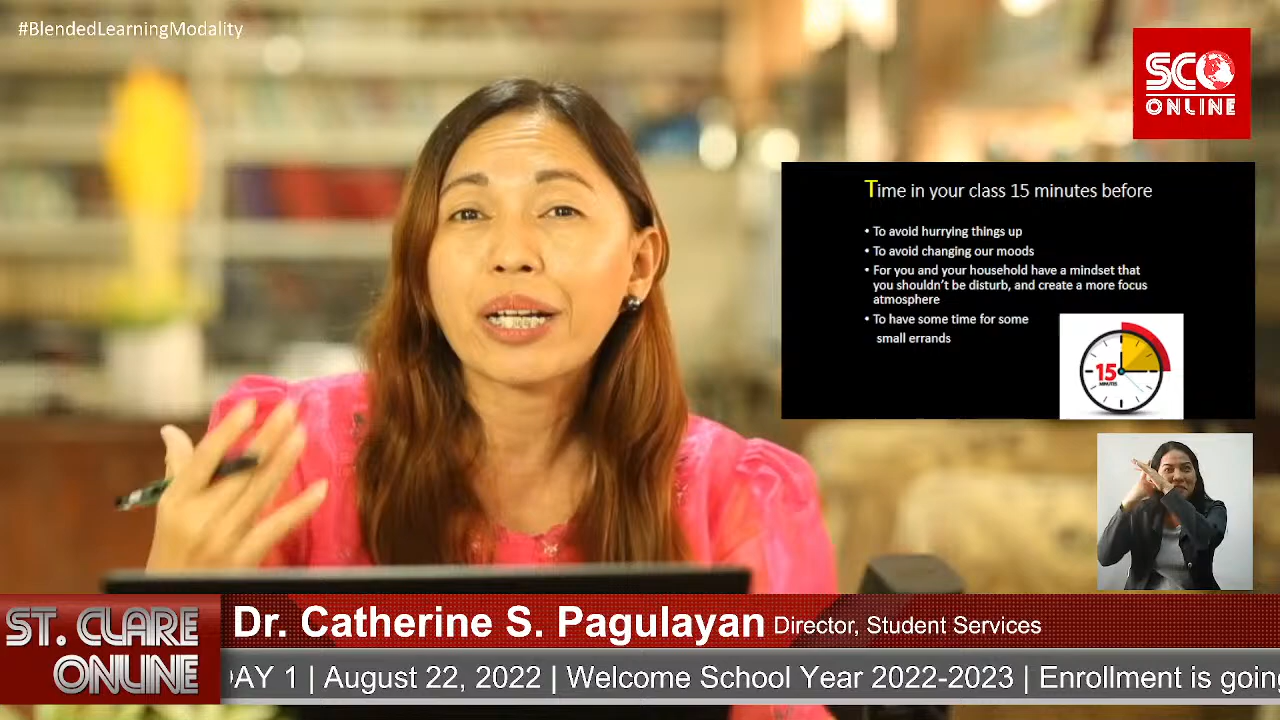 #BlendedLearningModality
SCO
ONLINE
Time in your class 15 minutes before
• To avoid hurrying things up
• To avoid changing our moods
• For you and your household have a mindset that
you shouldn't be disturb, and create a more focus
atmosphere
• To have some time for some
small errands
15
MINUTES
ST. CLARE
ONLINE
Dr. Catherine S. Pagulayan Director, Student Services
DAY 1 | August 22, 2022 | Welcome School Year 2022-2023 | Enrollment is going